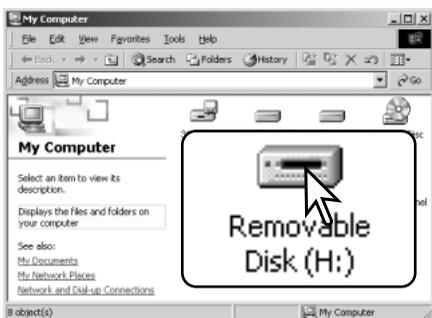 My Computer
File Edit View Favorites Tools Help
Back Search Folders History
Address My Computer Go
My Computer
Select an item to view its
description.
Displays the files and folders on
your computer
See also:
My Documents
My Network Places
Network and Dial-up Connections
Removable
Disk (H:)
8 object(s) My Computer